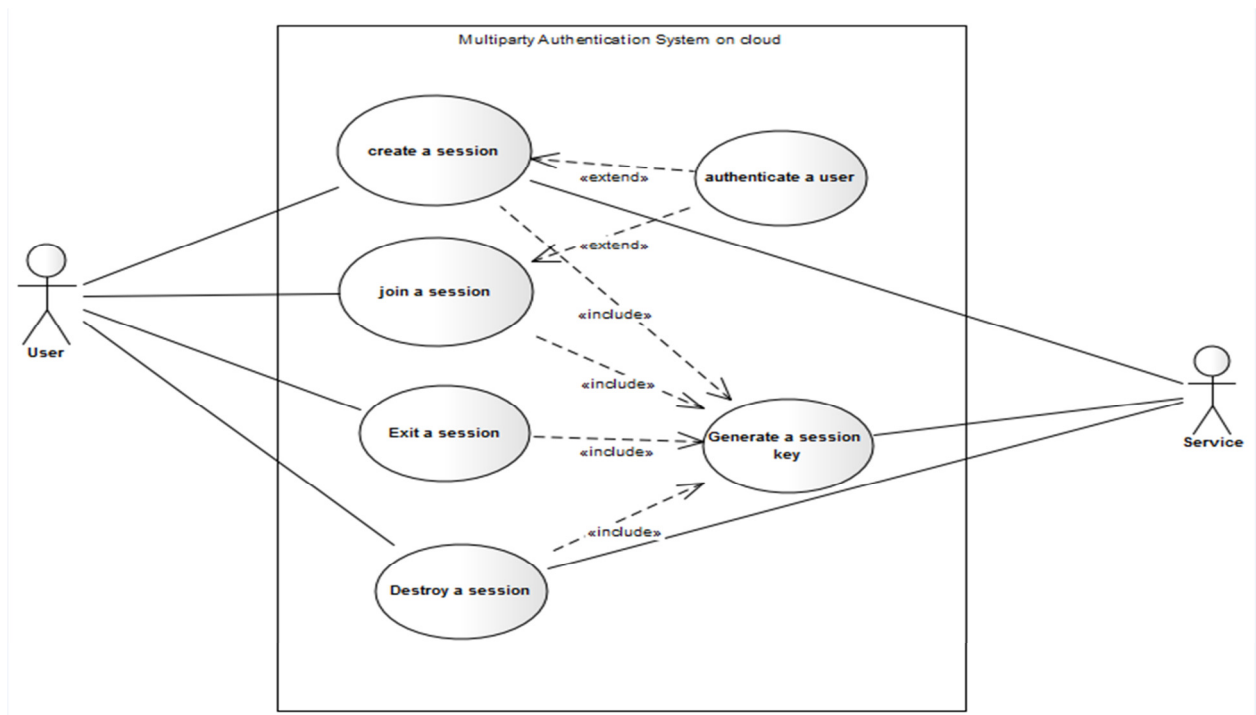 Multiparty Authentication System on cloud
create a session
authenticate a user
«extend»
«extend»
join a session
«include»
User
«include»
Exit a session
Generate a session
key
«include»
Service
«include»
Destroy a session